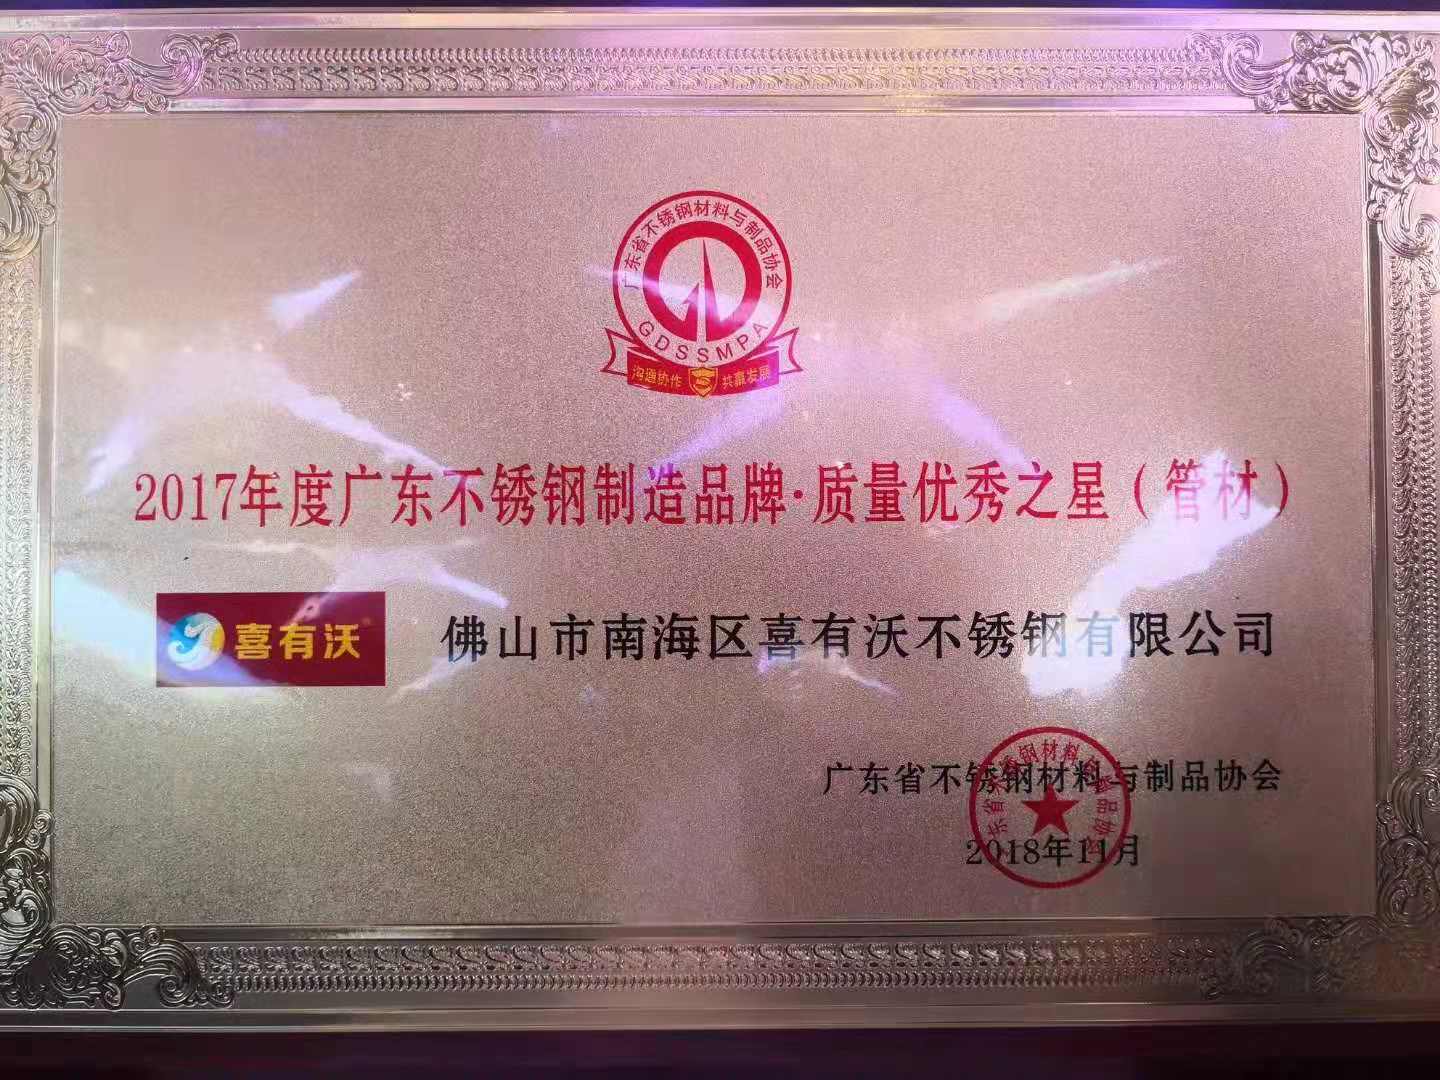 广东省不锈钢材料与制品协会
GDSSMPA
沟通协作 共赢发展
2017年度广东不锈钢制造品牌·质量优秀之星（管材）
喜有沃
佛山市南海区喜有沃不锈钢有限公司
广东省不锈钢材料与制品协会
2018年11月